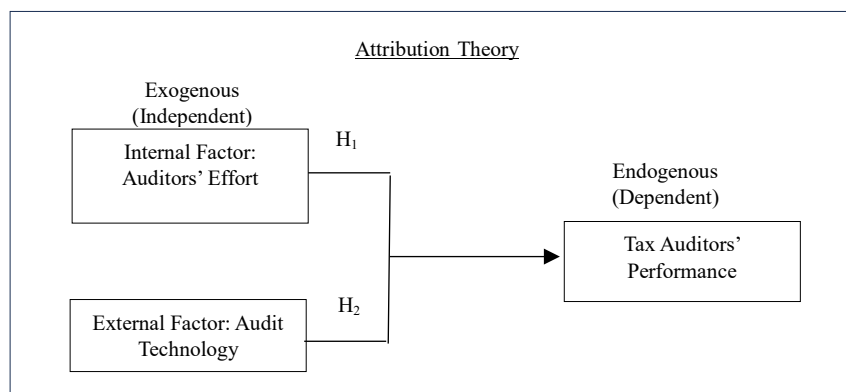 Attribution Theory
Exogenous
(Independent)
Internal Factor:
Auditors' Effort
H₁
Endogenous
(Dependent)
Tax Auditors'
Performance
H₂
External Factor: Audit
Technology